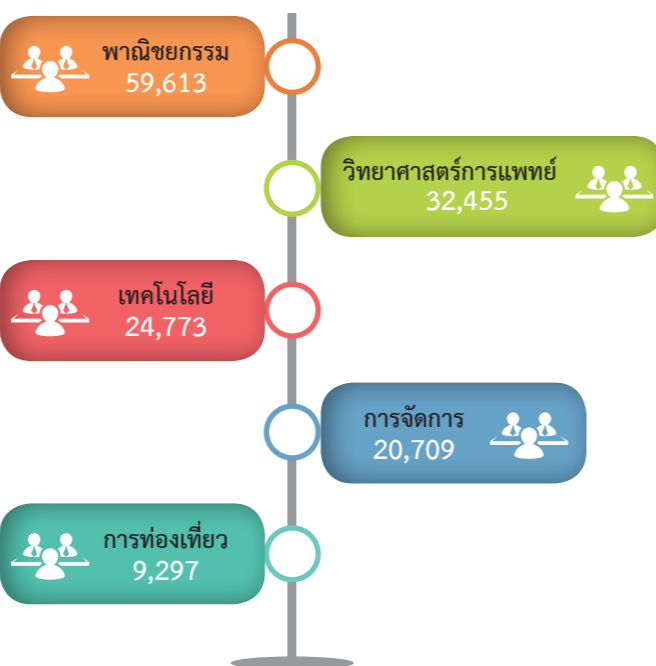 พาณิชยกรรม
59,613
วิทยาศาสตร์การแพทย์
32,455
เทคโนโลยี
24,773
การจัดการ
20,709
การท่องเที่ยว
9,297